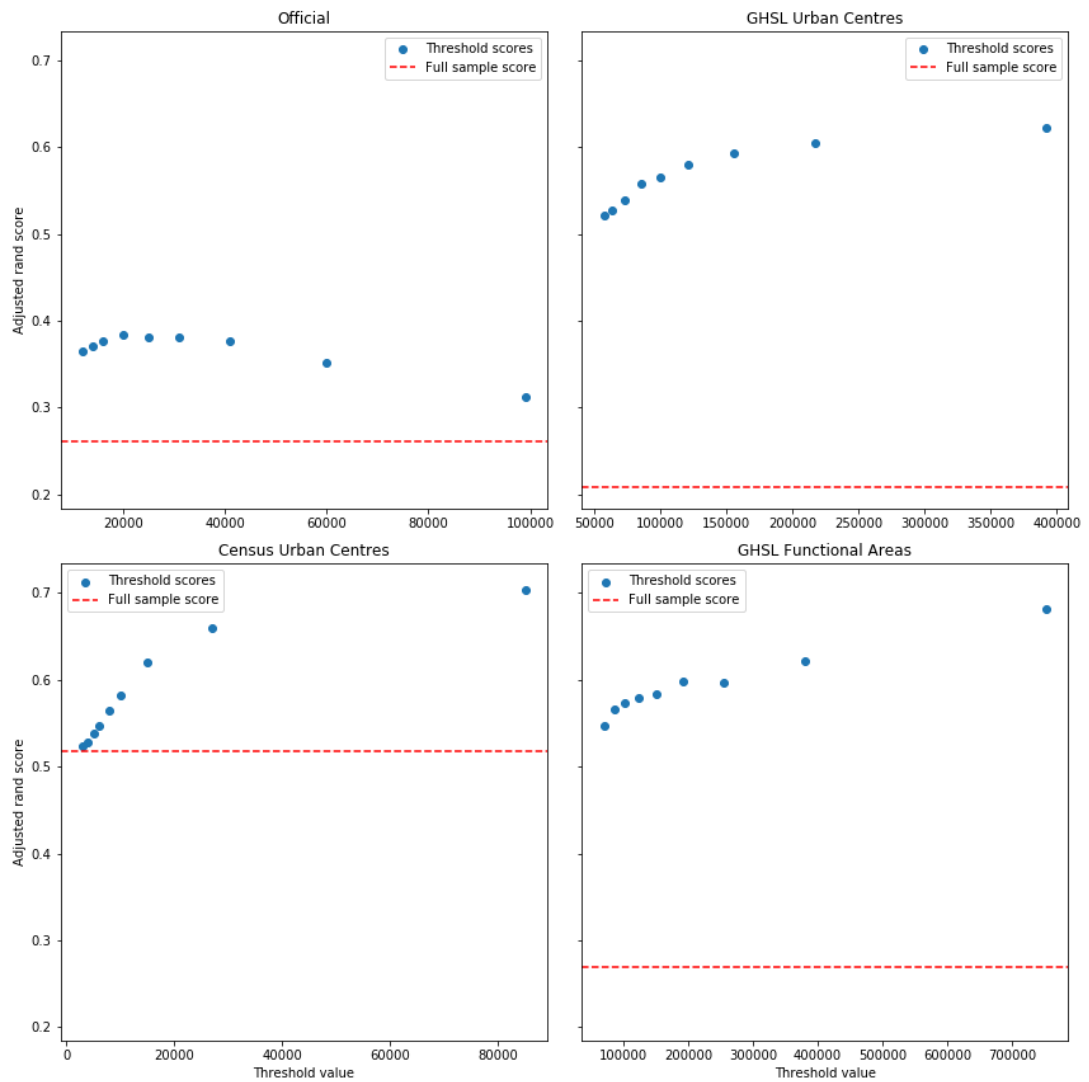 Official
Threshold scores
Full sample score
Adjusted rand score
0.7
0.6
0.5
0.4
0.3
0.2
20000 40000 60000 80000 100000
GHSL Urban Centres
Threshold scores
Full sample score
50000 100000 150000 200000 250000 300000 350000 400000
Census Urban Centres
Threshold scores
Full sample score
Adjusted rand score
0.7
0.6
0.5
0.4
0.3
0.2
0 20000 40000 60000 80000
Threshold value
GHSL Functional Areas
Threshold scores
Full sample score
100000 200000 300000 400000 500000 600000 700000
Threshold value